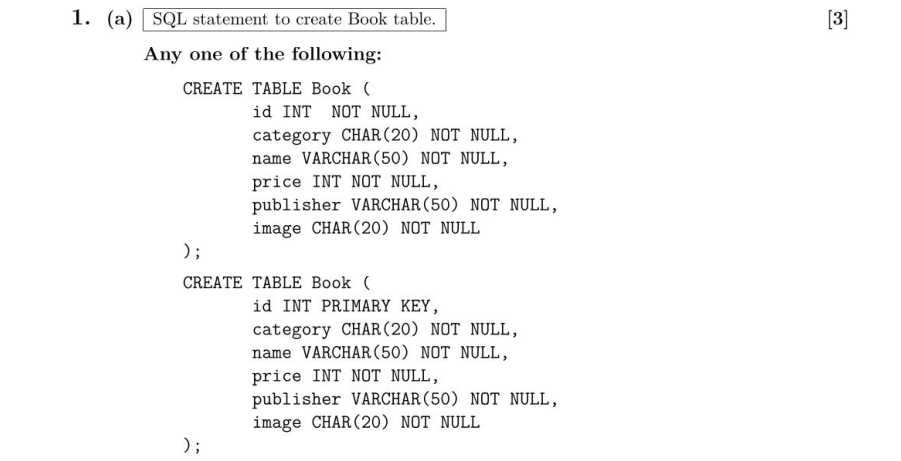 1. (a) SQL statement to create Book table. [3]
Any one of the following:
CREATE TABLE Book (
id INT  NOT NULL,
category CHAR(20) NOT NULL,
name VARCHAR(50) NOT NULL,
price INT NOT NULL,
publisher VARCHAR(50) NOT NULL,
image CHAR(20) NOT NULL
);
CREATE TABLE Book (
id INT PRIMARY KEY,
category CHAR(20) NOT NULL,
name VARCHAR(50) NOT NULL,
price INT NOT NULL,
publisher VARCHAR(50) NOT NULL,
image CHAR(20) NOT NULL
);